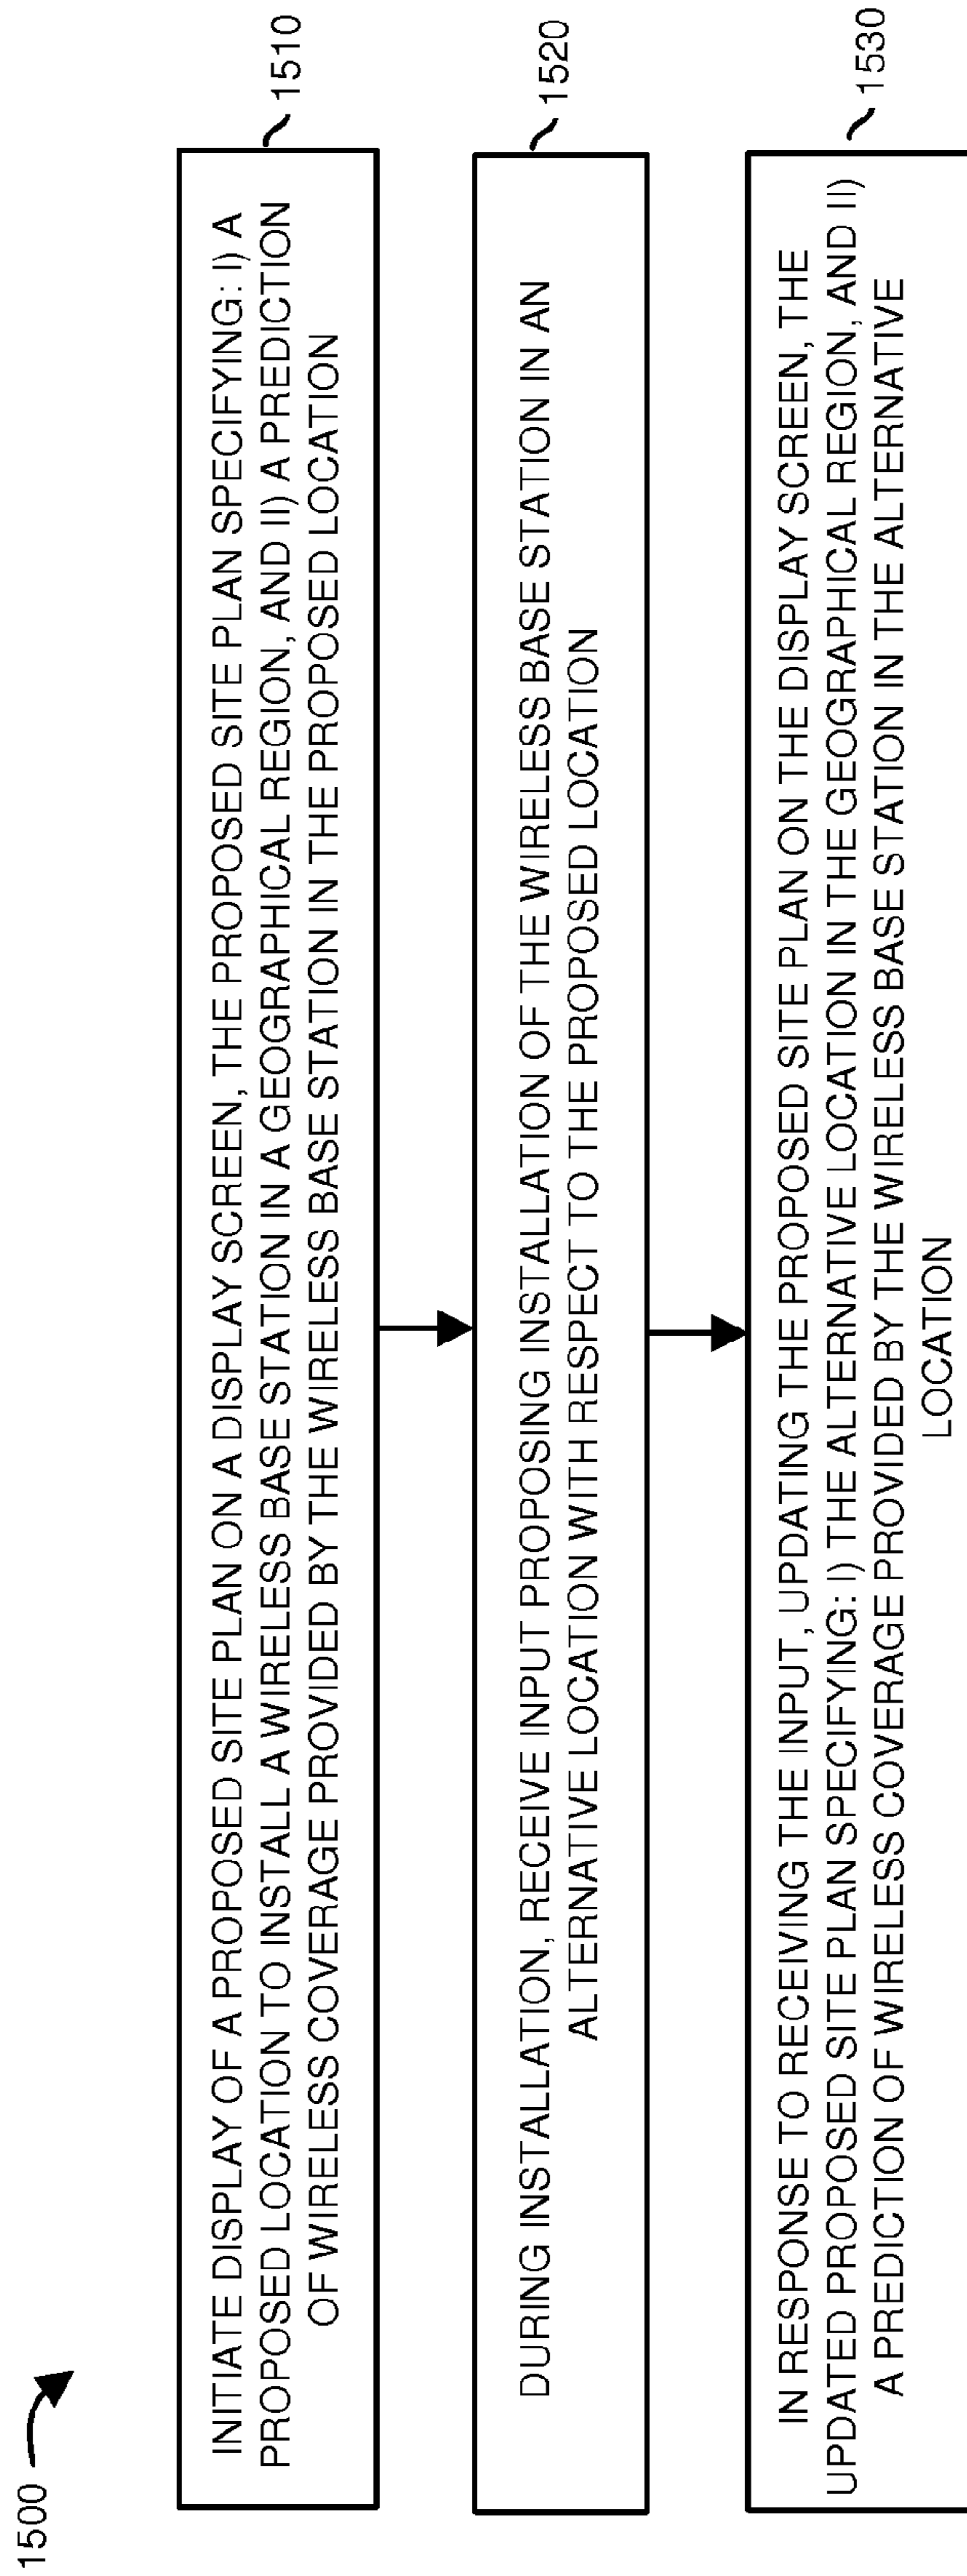 1500
INITIATE DISPLAY OF A PROPOSED SITE PLAN ON A DISPLAY SCREEN, THE PROPOSED SITE PLAN SPECIFYING: I) A
PROPOSED LOCATION TO INSTALL A WIRELESS BASE STATION IN A GEOGRAPHICAL REGION, AND II) A PREDICTION
OF WIRELESS COVERAGE PROVIDED BY THE WIRELESS BASE STATION IN THE PROPOSED LOCATION
1510
DURING INSTALLATION, RECEIVE INPUT PROPOSING INSTALLATION OF THE WIRELESS BASE STATION IN AN
ALTERNATIVE LOCATION WITH RESPECT TO THE PROPOSED LOCATION
1520
IN RESPONSE TO RECEIVING THE INPUT, UPDATING THE PROPOSED SITE PLAN ON THE DISPLAY SCREEN, THE
UPDATED PROPOSED SITE PLAN SPECIFYING: I) THE ALTERNATIVE LOCATION IN THE GEOGRAPHICAL REGION, AND II)
A PREDICTION OF WIRELESS COVERAGE PROVIDED BY THE WIRELESS BASE STATION IN THE ALTERNATIVE
LOCATION
1530